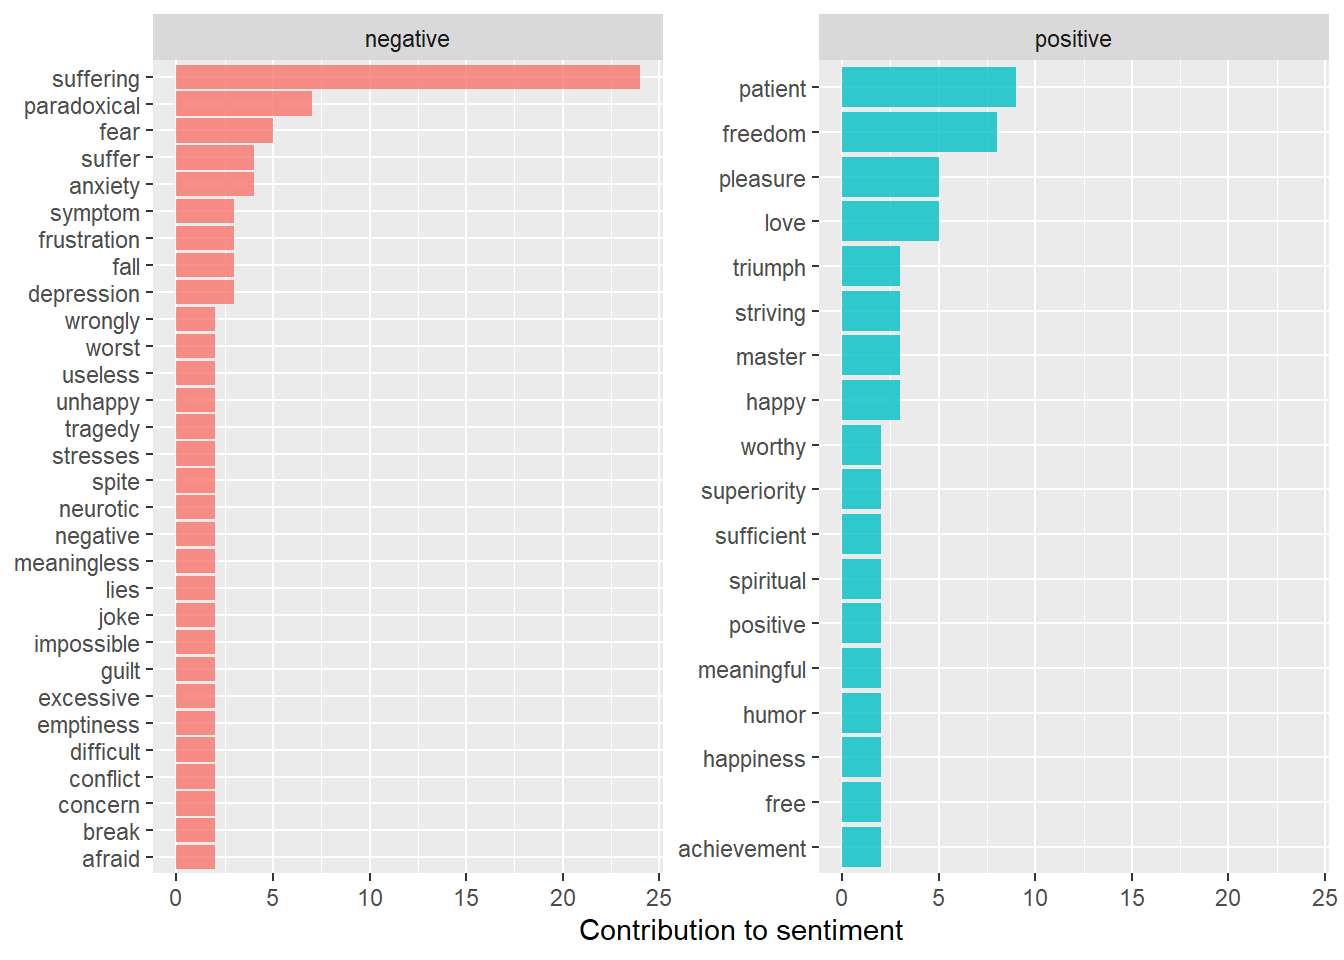 negative
suffering
paradoxical
fear
suffer
anxiety
symptom
frustration
fall
depression
wrongly
worst
useless
unhappy
tragedy
stresses
spite
neurotic
negative
meaningless
lies
joke
impossible
guilt
excessive
emptiness
difficult
conflict
concern
break
afraid
0 5 10 15 20 25
positive
patient
freedom
pleasure
love
triumph
striving
master
happy
worthy
superiority
sufficient
spiritual
positive
meaningful
humor
happiness
free
achievement
0 5 10 15 20 25
Contribution to sentiment